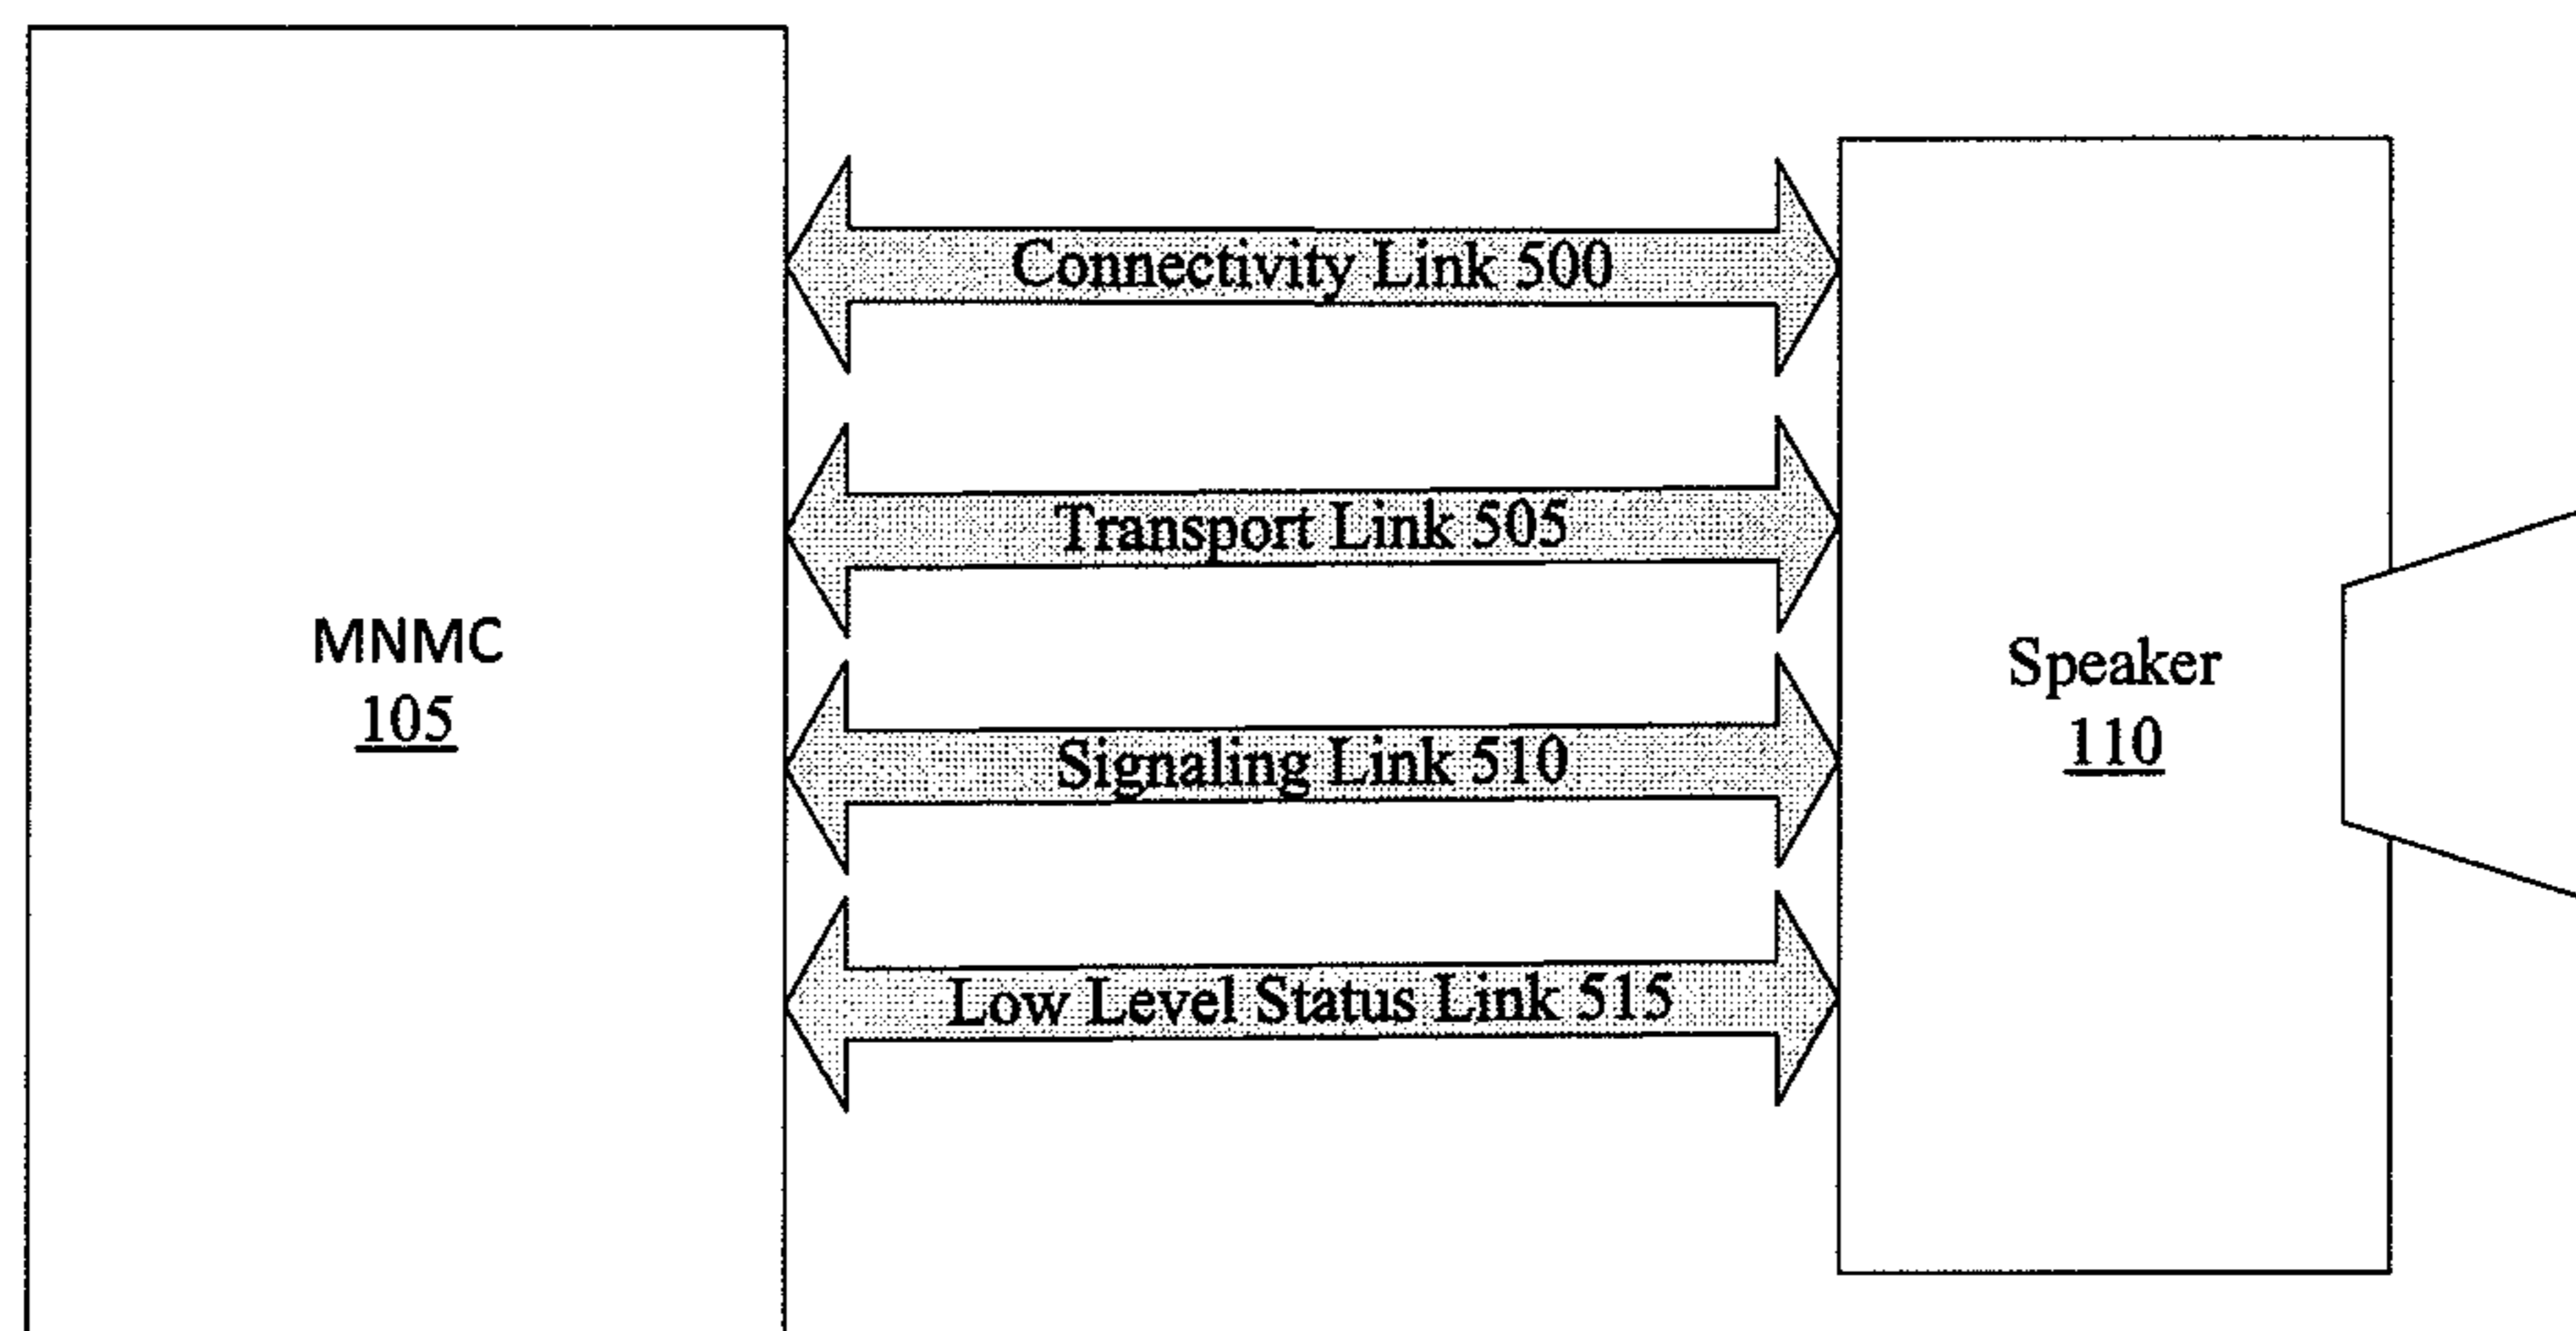 MNMC
105
Connectivity Link 500
Transport Link 505
Signaling Link 510
Low Level Status Link 515
Speaker
110